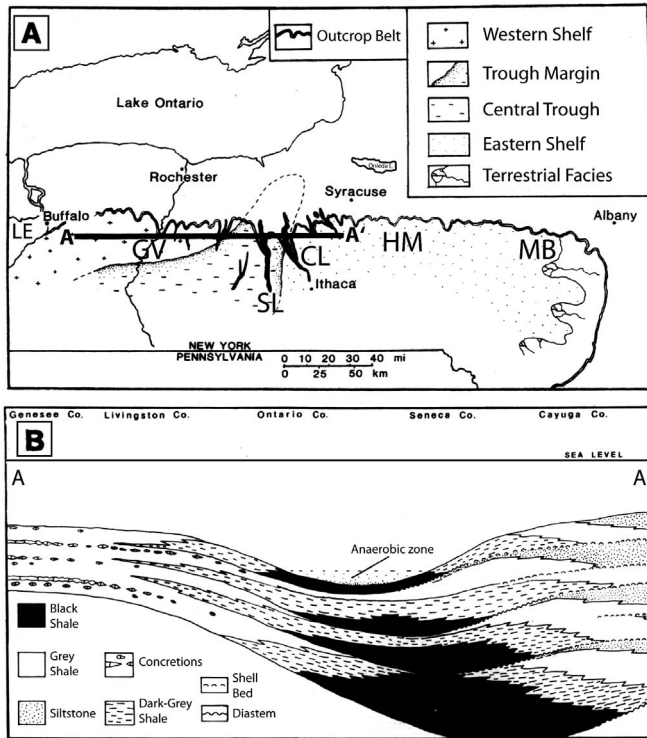 A
Outcrop Belt
Western Shelf
Trough Margin
Central Trough
Eastern Shelf
Terrestrial Facies
Lake Ontario
Oneida L
Rochester
Syracuse
Buffalo
Albany
LE
A
A'
GV
CL
HM
MB
SL
Ithaca
NEW YORK
PENNSYLVANIA
0 10 20 30 40 mi
0 25 50 km
Genesee Co. Livingston Co. Ontario Co. Seneca Co. Cayuga Co.
B
SEA LEVEL
A
A'
Anaerobic zone
Black
Shale
Grey
Shale
Concretions
Shell
Bed
Siltstone
Dark-Grey
Shale
Diastem